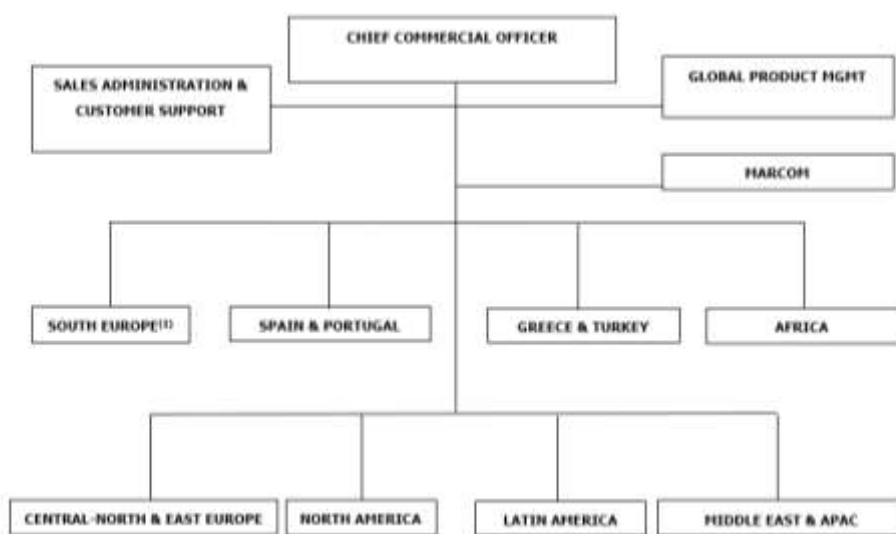 CHIEF COMMERCIAL OFFICER
SALES ADMINISTRATION &
CUSTOMER SUPPORT
GLOBAL PRODUCT MGMT
MARCOM
SOUTH EUROPE(1)
SPAIN & PORTUGAL
GREECE & TURKEY
AFRICA
CENTRAL-NORTH & EAST EUROPE
NORTH AMERICA
LATIN AMERICA
MIDDLE EAST & APAC